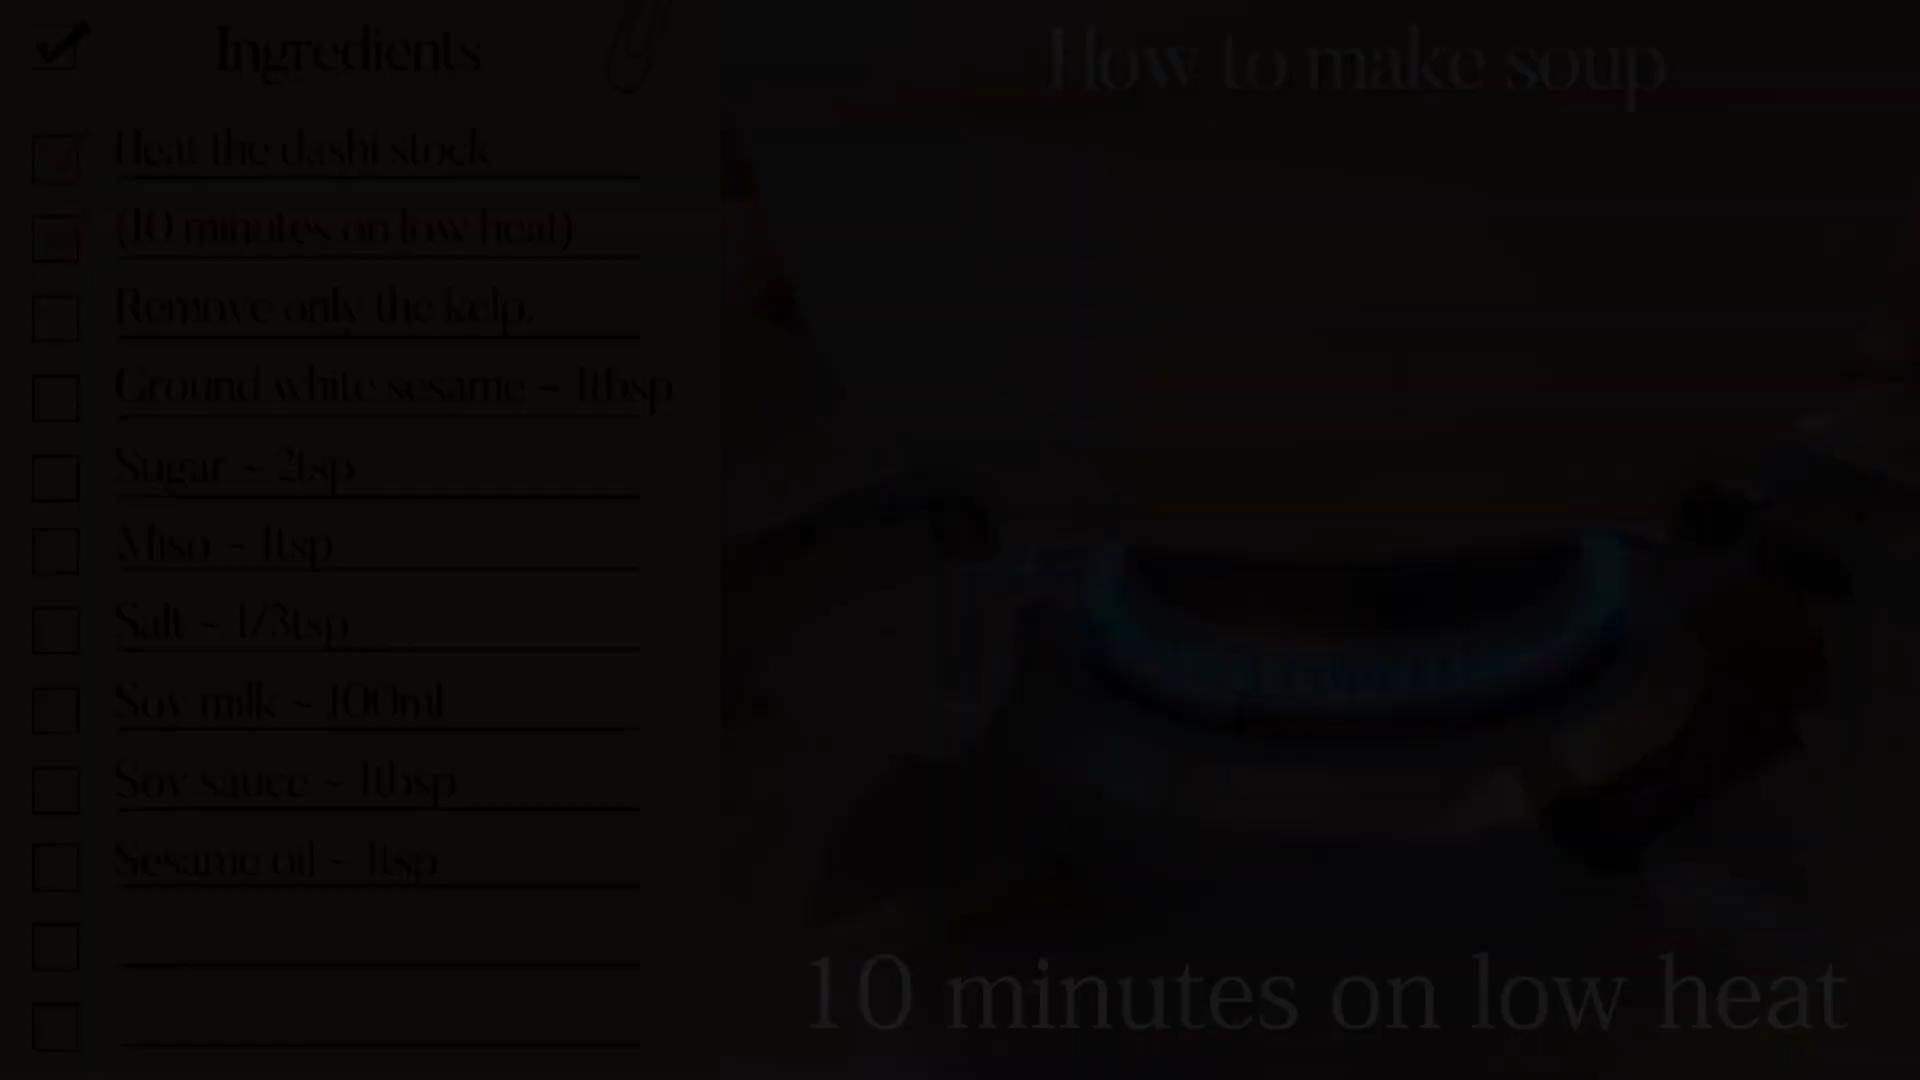 Ingredients
Heat the dashi stock
(10 minutes on low heat)
Remove only the kelp.
Ground white sesame ~ 1tbsp
Sugar ~ 2tsp
Miso ~ 1tsp
Salt ~ 1/3tsp
Soy milk ~ 100ml
Soy sauce ~ 1tbsp
Sesame oil ~ 1tsp
How to make soup
10 minutes on low heat